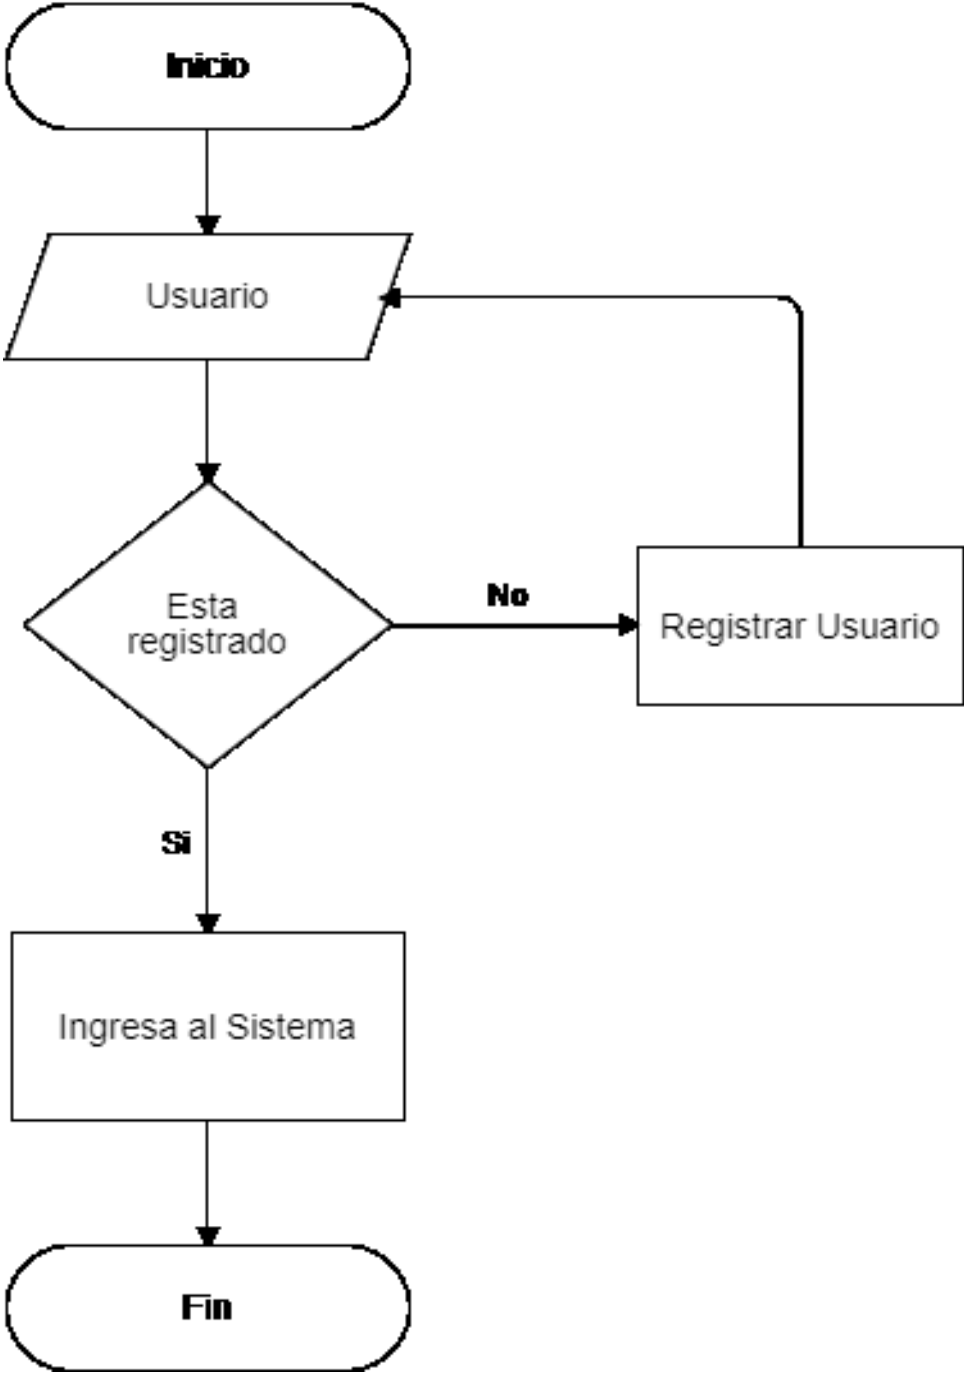 Inicio
Usuario
Esta
registrado
No
Registrar Usuario
Si
Ingresa al Sistema
Fin